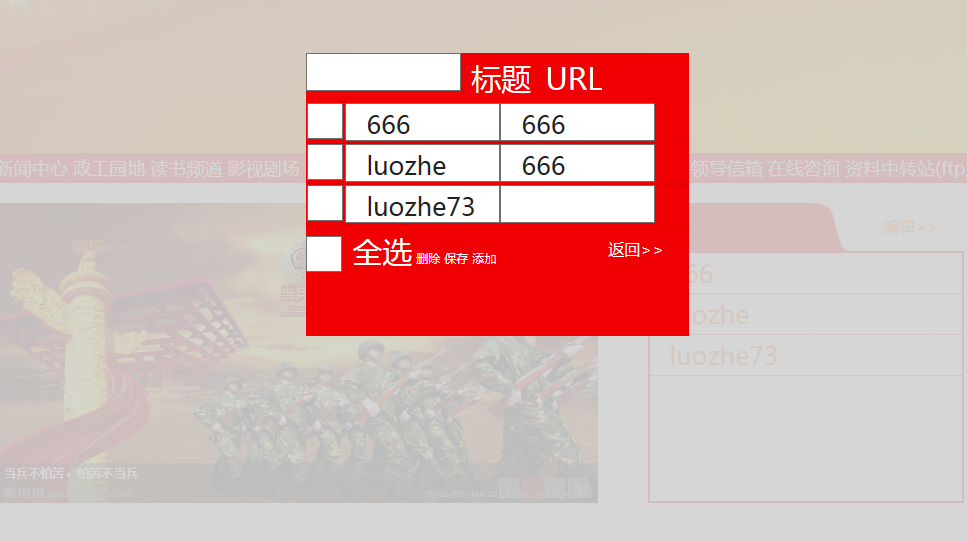 标题 URL
666 666
luozhe 666
luozhe73
全选 删除 保存 添加 返回>>
新闻中心 政工园地 读书频道 影视剧场
领导信箱 在线咨询 资料中转站(ftp
编辑>>
编辑>>
66
ozhe
luozhe73
当兵不怕苦，怕苦不当兵